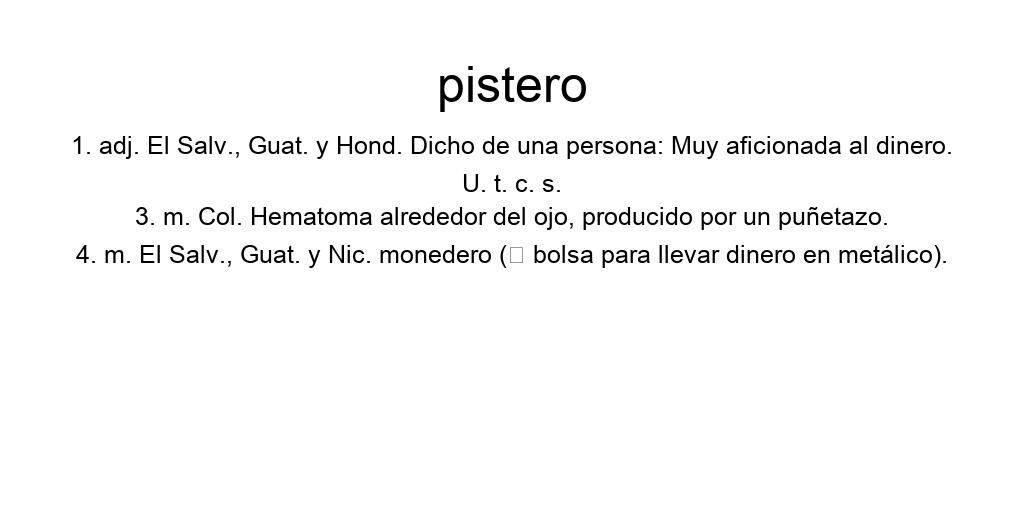 pistero
1. adj. El Salv., Guat. y Hond. Dicho de una persona: Muy aficionada al dinero.
U. t. c. s.
3. m. Col. Hematoma alrededor del ojo, producido por un puñetazo.
4. m. El Salv., Guat. y Nic. monedero (□ bolsa para llevar dinero en metálico).